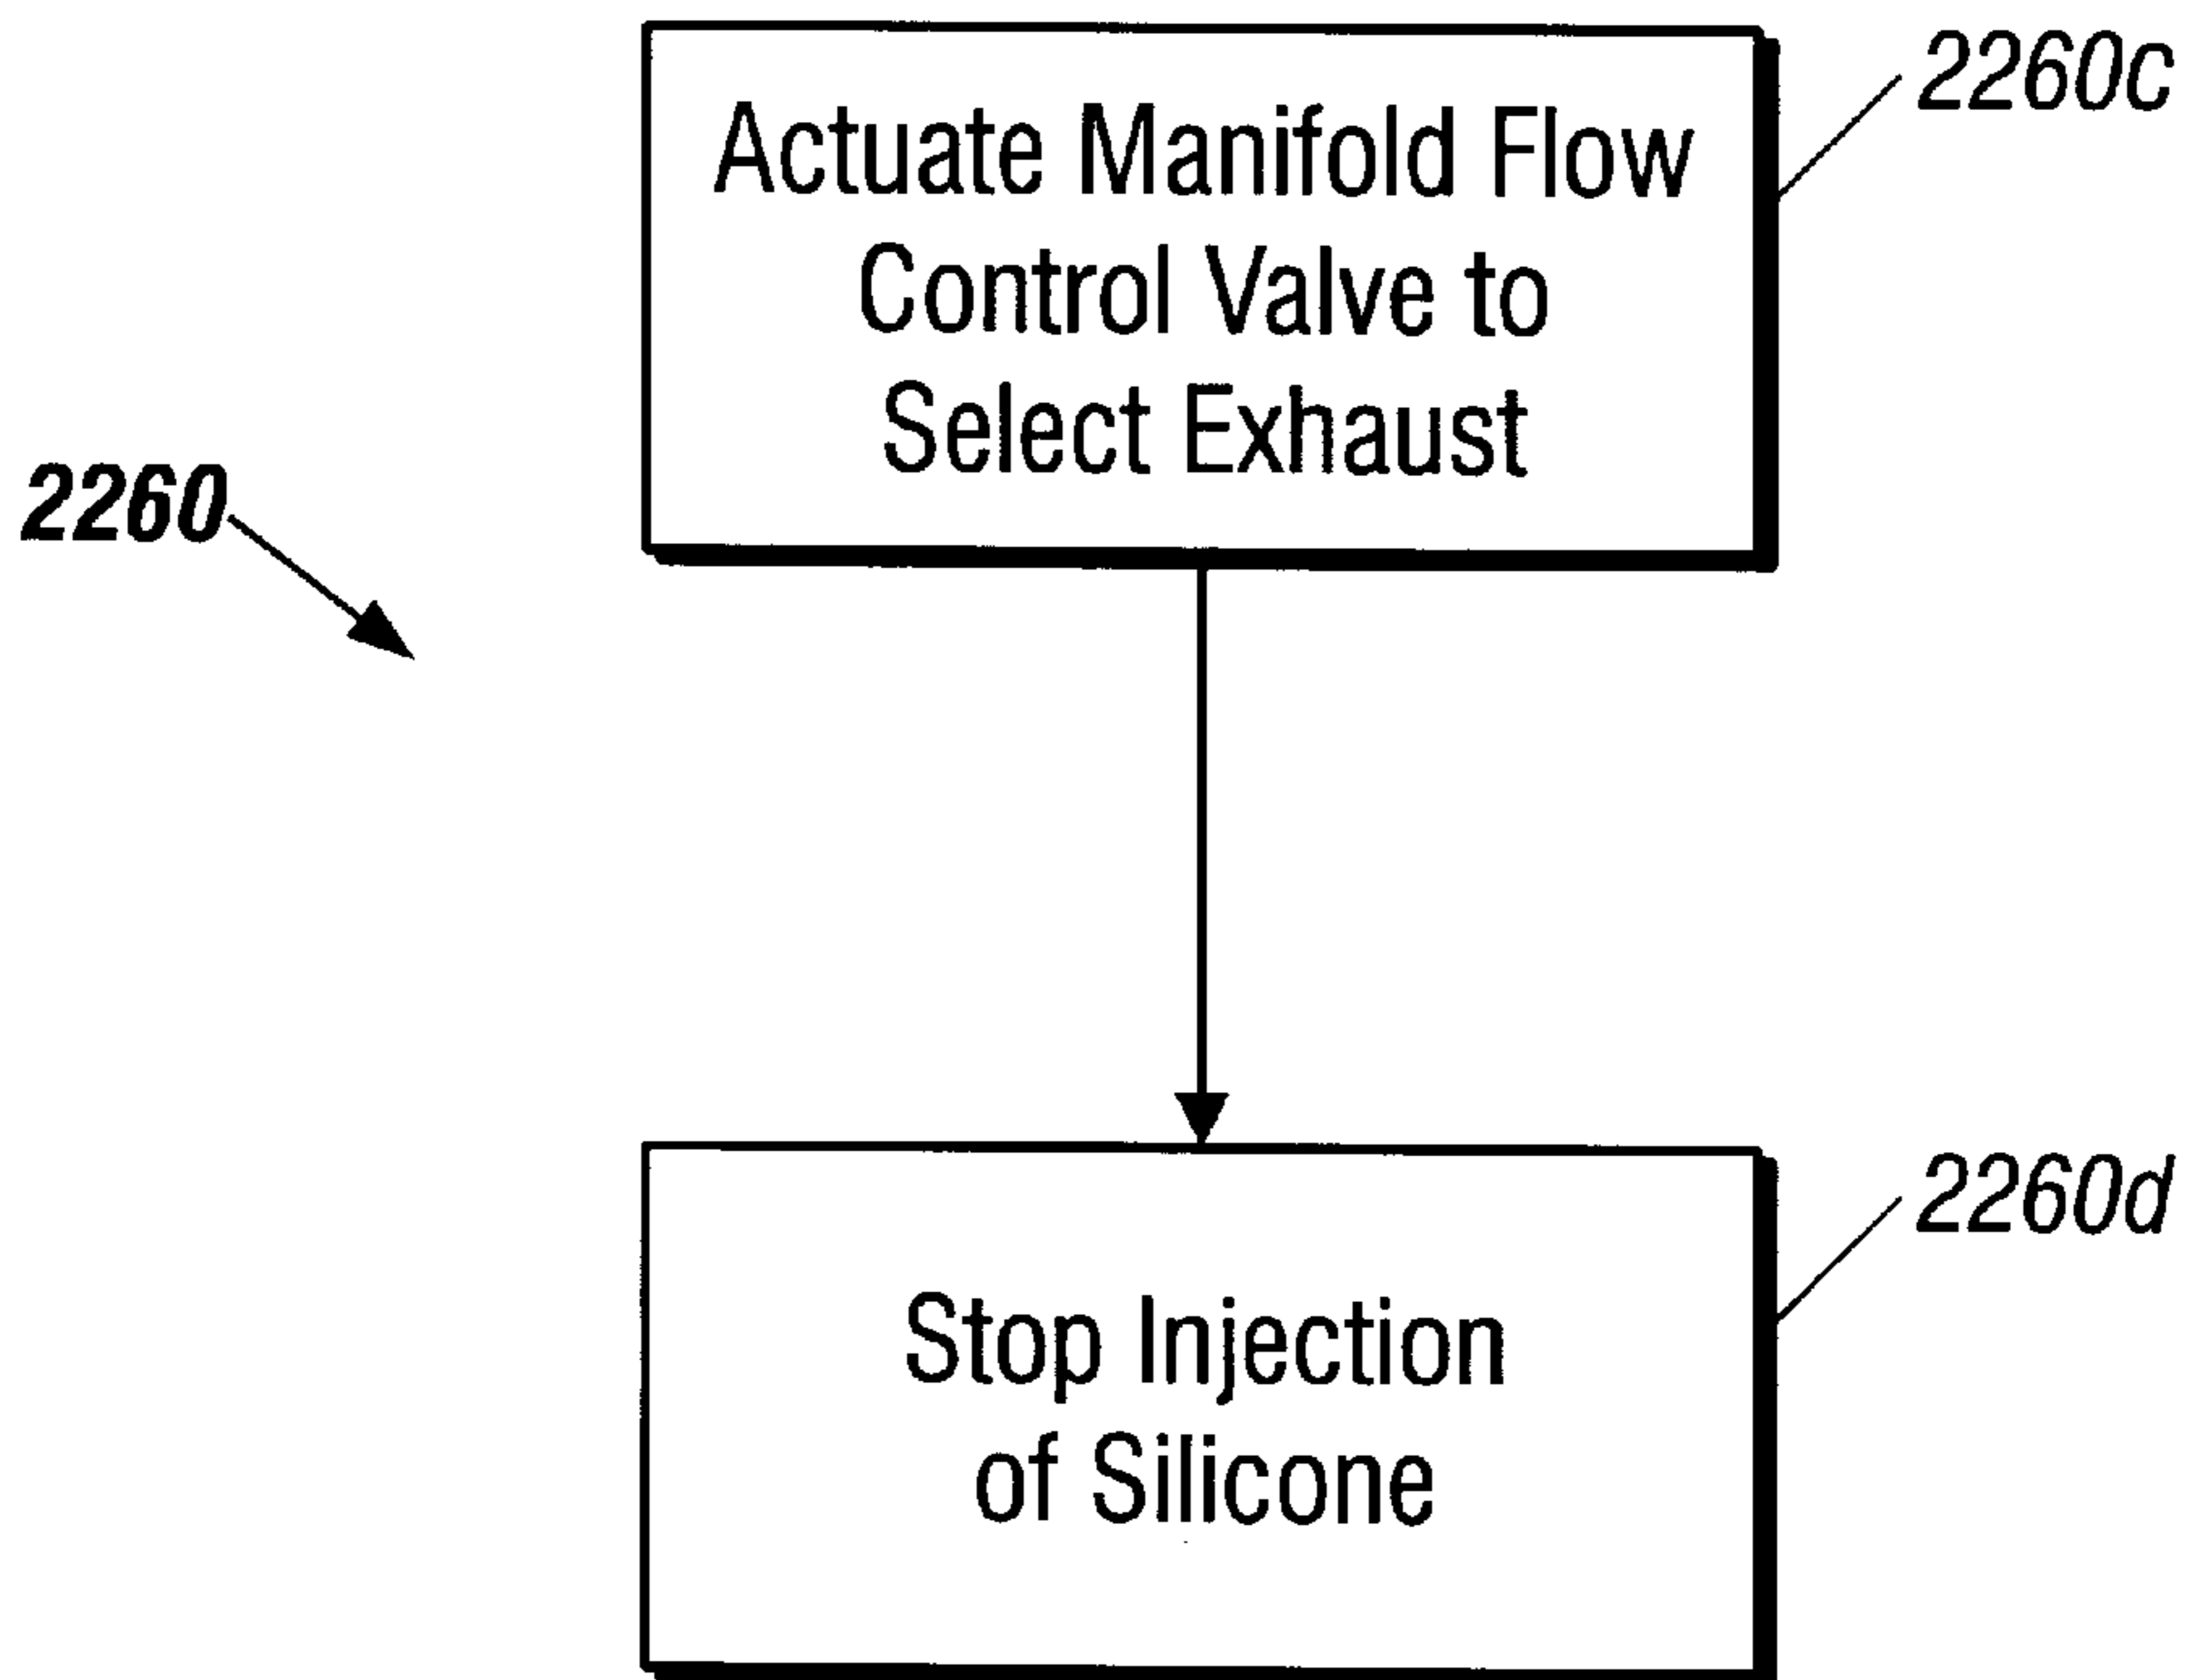 Actuate Manifold Flow
Control Valve to
Select Exhaust
2260c
2260
Stop Injection
of Silicone
2260d